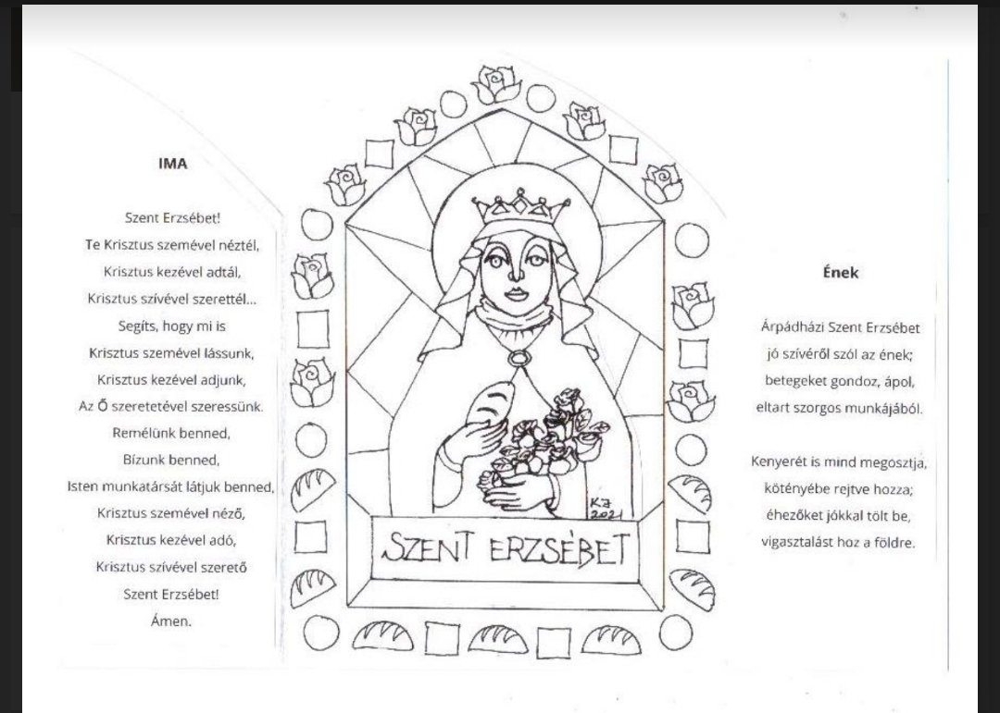 IMA
Szent Erzsébet!
Te Krisztus szemével néztél,
Krisztus kezével adtál,
Krisztus szívével szerettél...
Segíts, hogy mi is
Krisztus szemével lássunk,
Krisztus kezével adjunk,
Az Ő szeretetével szeressünk.
Remélünk benned,
Bízunk benned,
Isten munkatársát látjuk benned,
Krisztus szemével néző,
Krisztus kezével adó,
Krisztus szívével szerető
Szent Erzsébet!
Ámen.
KJ
2021
SZENT ERZSÉBET
Ének
Árpádházi Szent Erzsébet
jó szívéről szól az ének;
betegeket gondoz, ápol,
eltart szorgos munkájából.
Kenyerét is mind megosztja,
kötényébe rejtve hozza;
éhezőket jókkal tölt be,
vigasztalást hoz a földre.